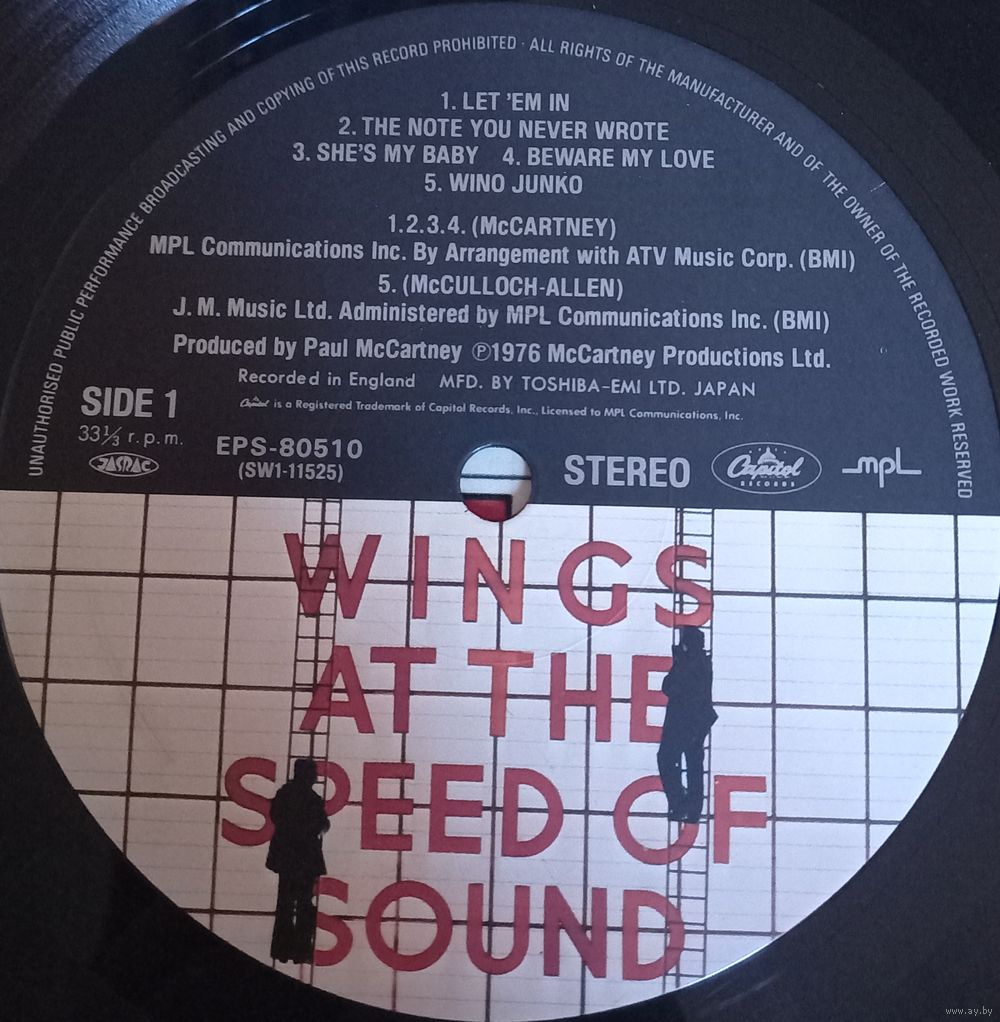 UNAUTHORISED PUBLIC PERFORMANCE BROADCASTING AND COPYING OF THIS RECORD PROHIBITED · ALL RIGHTS OF THE MANUFACTURER AND OF THE OWNER OF THE RECORDED WORK RESERVED
1. LET 'EM IN
2. THE NOTE YOU NEVER WROTE
3. SHE'S MY BABY 4. BEWARE MY LOVE
5. WINO JUNKO
1.2.3.4. (McCARTNEY)
MPL Communications Inc. By Arrangement with ATV Music Corp. (BMI)
5. (McCULLOCH-ALLEN)
J. M. Music Ltd. Administered by MPL Communications Inc. (BMI)
Produced by Paul McCartney ℗1976 McCartney Productions Ltd.
Recorded in England MFD. BY TOSHIBA-EMI LTD. JAPAN
Capitol is a Registered Trademark of Capitol Records, Inc., Licensed to MPL Communications, Inc.
SIDE 1
33⅓ r.p.m.
JASRAC
EPS-80510
(SW1-11525)
STEREO
Capitol
RECORDS
mpl
WINGS
AT THE
SPEED OF
SOUND
www.ay.by